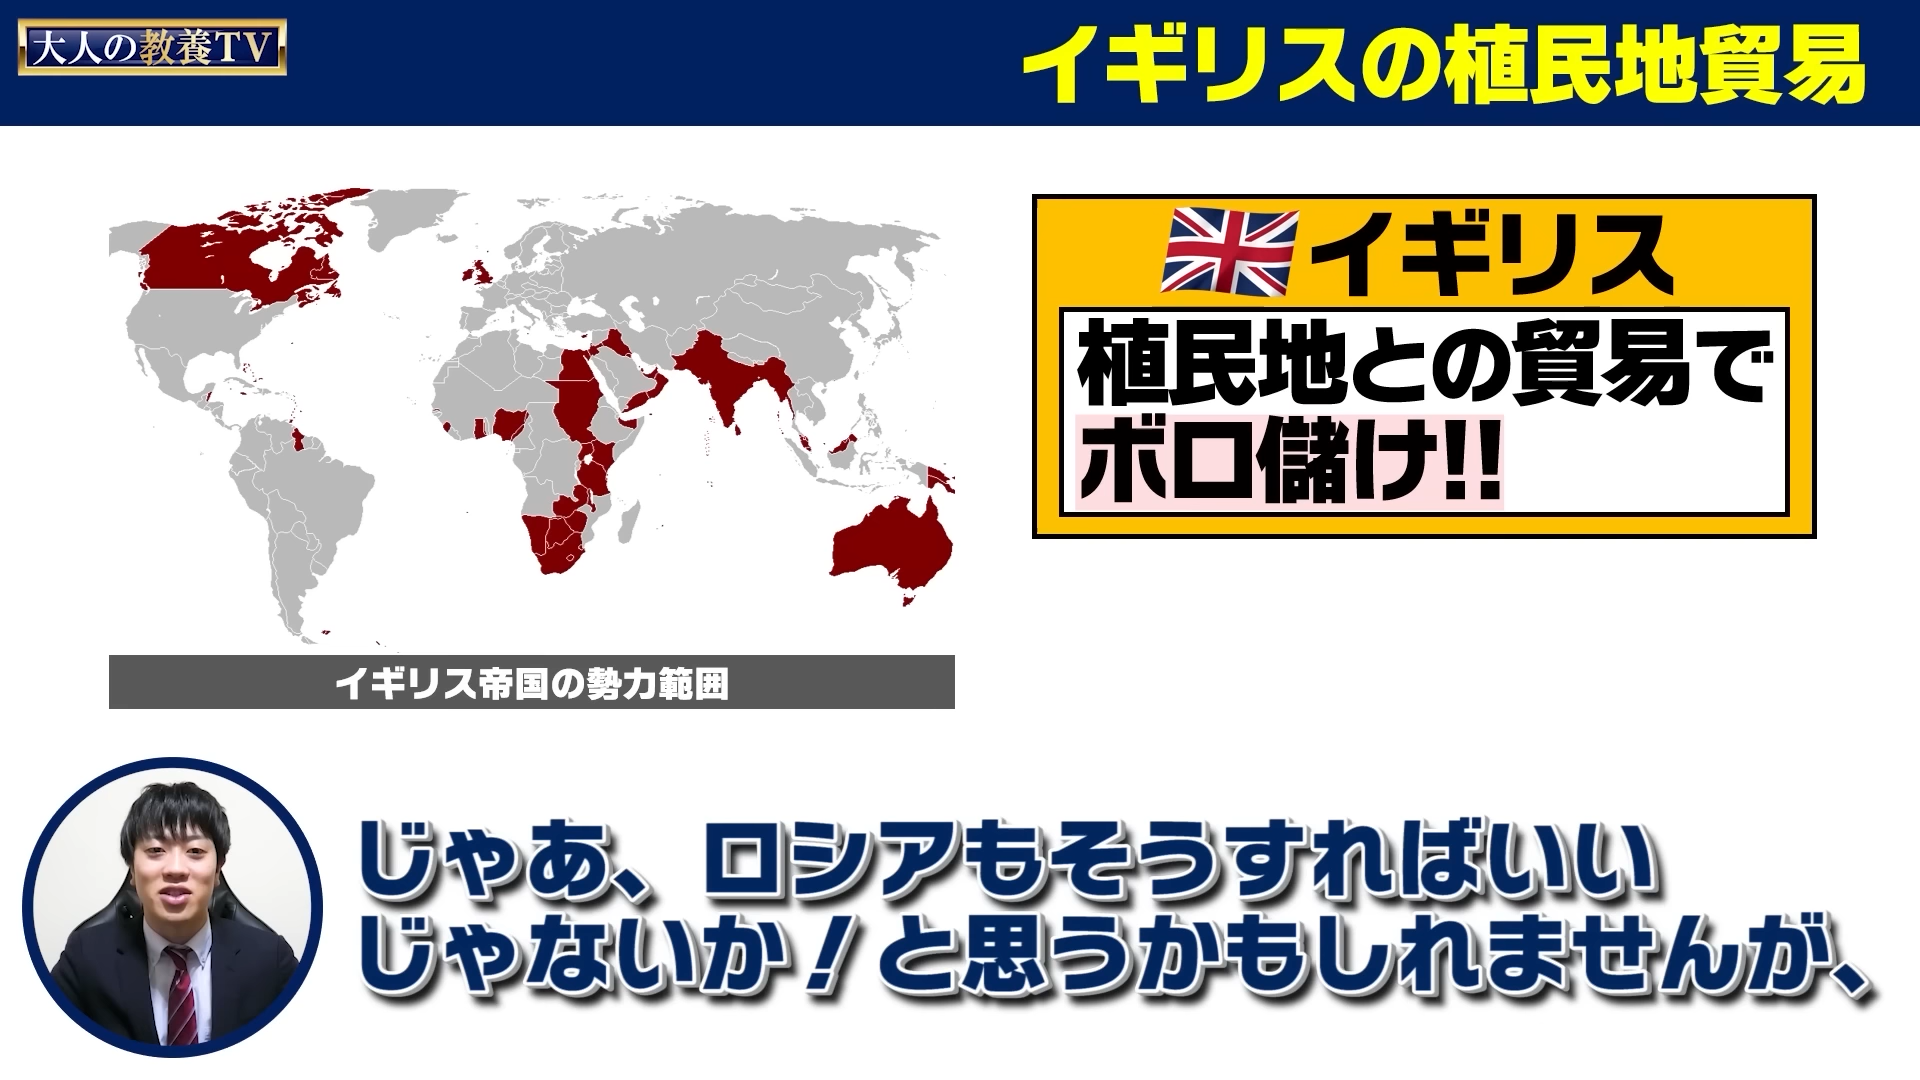 大人の教養TV
イギリスの植民地貿易
イギリス
植民地との貿易で
ボロ儲け!!
イギリス帝国の勢力範囲
じゃあ、ロシアもそうすればいい
じゃないか！と思うかもしれませんが、